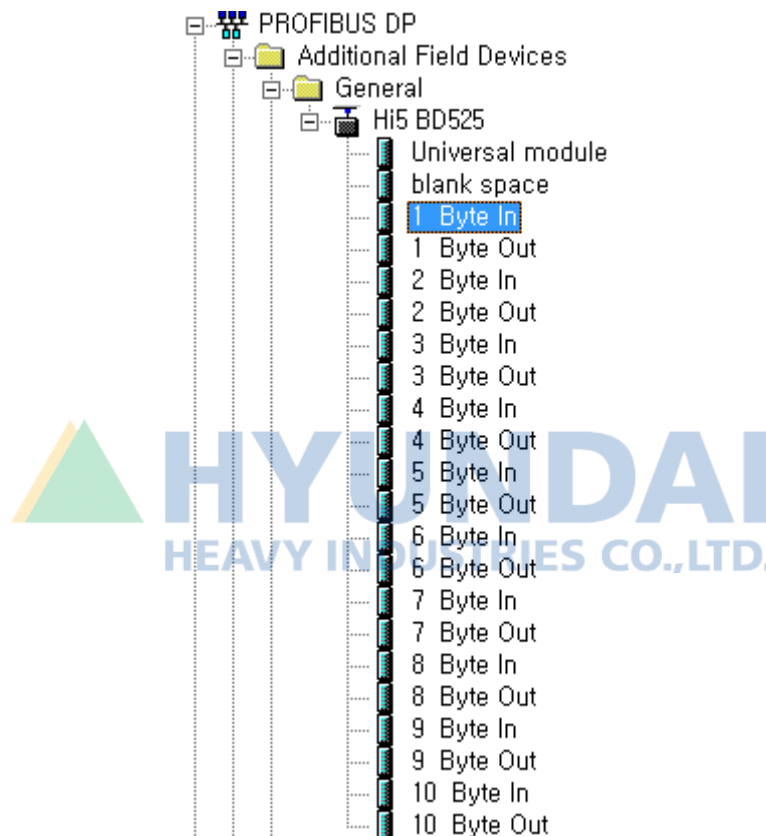 PROFIBUS DP
Additional Field Devices
General
Hi5 BD525
Universal module
blank space
1 Byte In
1 Byte Out
2 Byte In
2 Byte Out
3 Byte In
3 Byte Out
4 Byte In
4 Byte Out
5 Byte In
5 Byte Out
6 Byte In
6 Byte Out
7 Byte In
7 Byte Out
8 Byte In
8 Byte Out
9 Byte In
9 Byte Out
10 Byte In
10 Byte Out
HYUNDAI
HEAVY INDUSTRIES CO.,LTD.